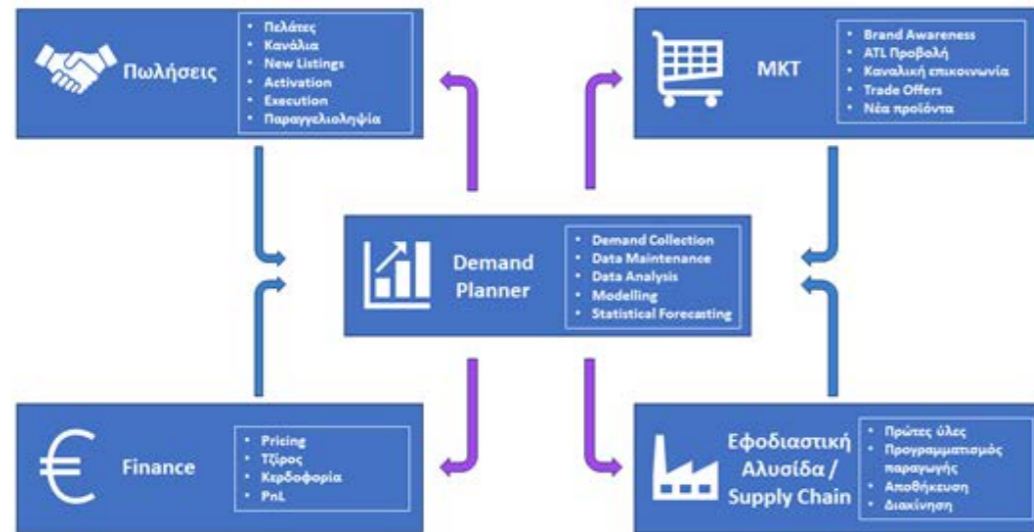 Πωλήσεις
• Πελάτες
• Κανάλια
• New Listings
• Activation
• Execution
• Παραγγελιοληψία
MKT
• Brand Awareness
• ATL Προβολή
• Καναλική επικοινωνία
• Trade Offers
• Νέα προϊόντα
Demand
Planner
• Demand Collection
• Data Maintenance
• Data Analysis
• Modelling
• Statistical Forecasting
Finance
• Pricing
• Τζίρος
• Κερδοφορία
• PnL
Εφοδιαστική
Αλυσίδα /
Supply Chain
• Πρώτες ύλες
• Προγραμματισμός
παραγωγής
• Αποθήκευση
• Διακίνηση